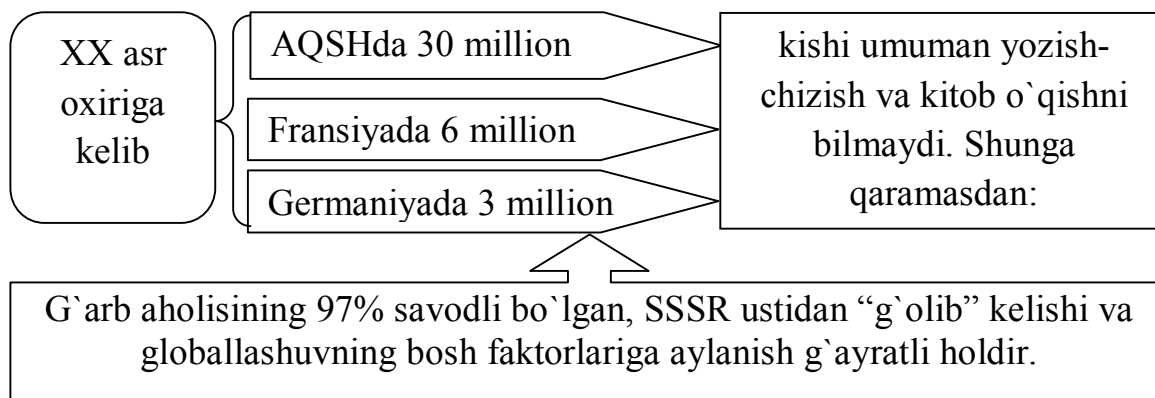 XX asr
oxiriga
kelib
AQSHda 30 million
Fransiyada 6 million
Germaniyada 3 million
kishi umuman yozish-
chizish va kitob o`qishni
bilmaydi. Shunga
qaramasdan:
G`arb aholisining 97% savodli bo`lgan, SSSR ustidan “g`olib” kelishi va
globallashuvning bosh faktorlariga aylanish g`ayratli holdir.